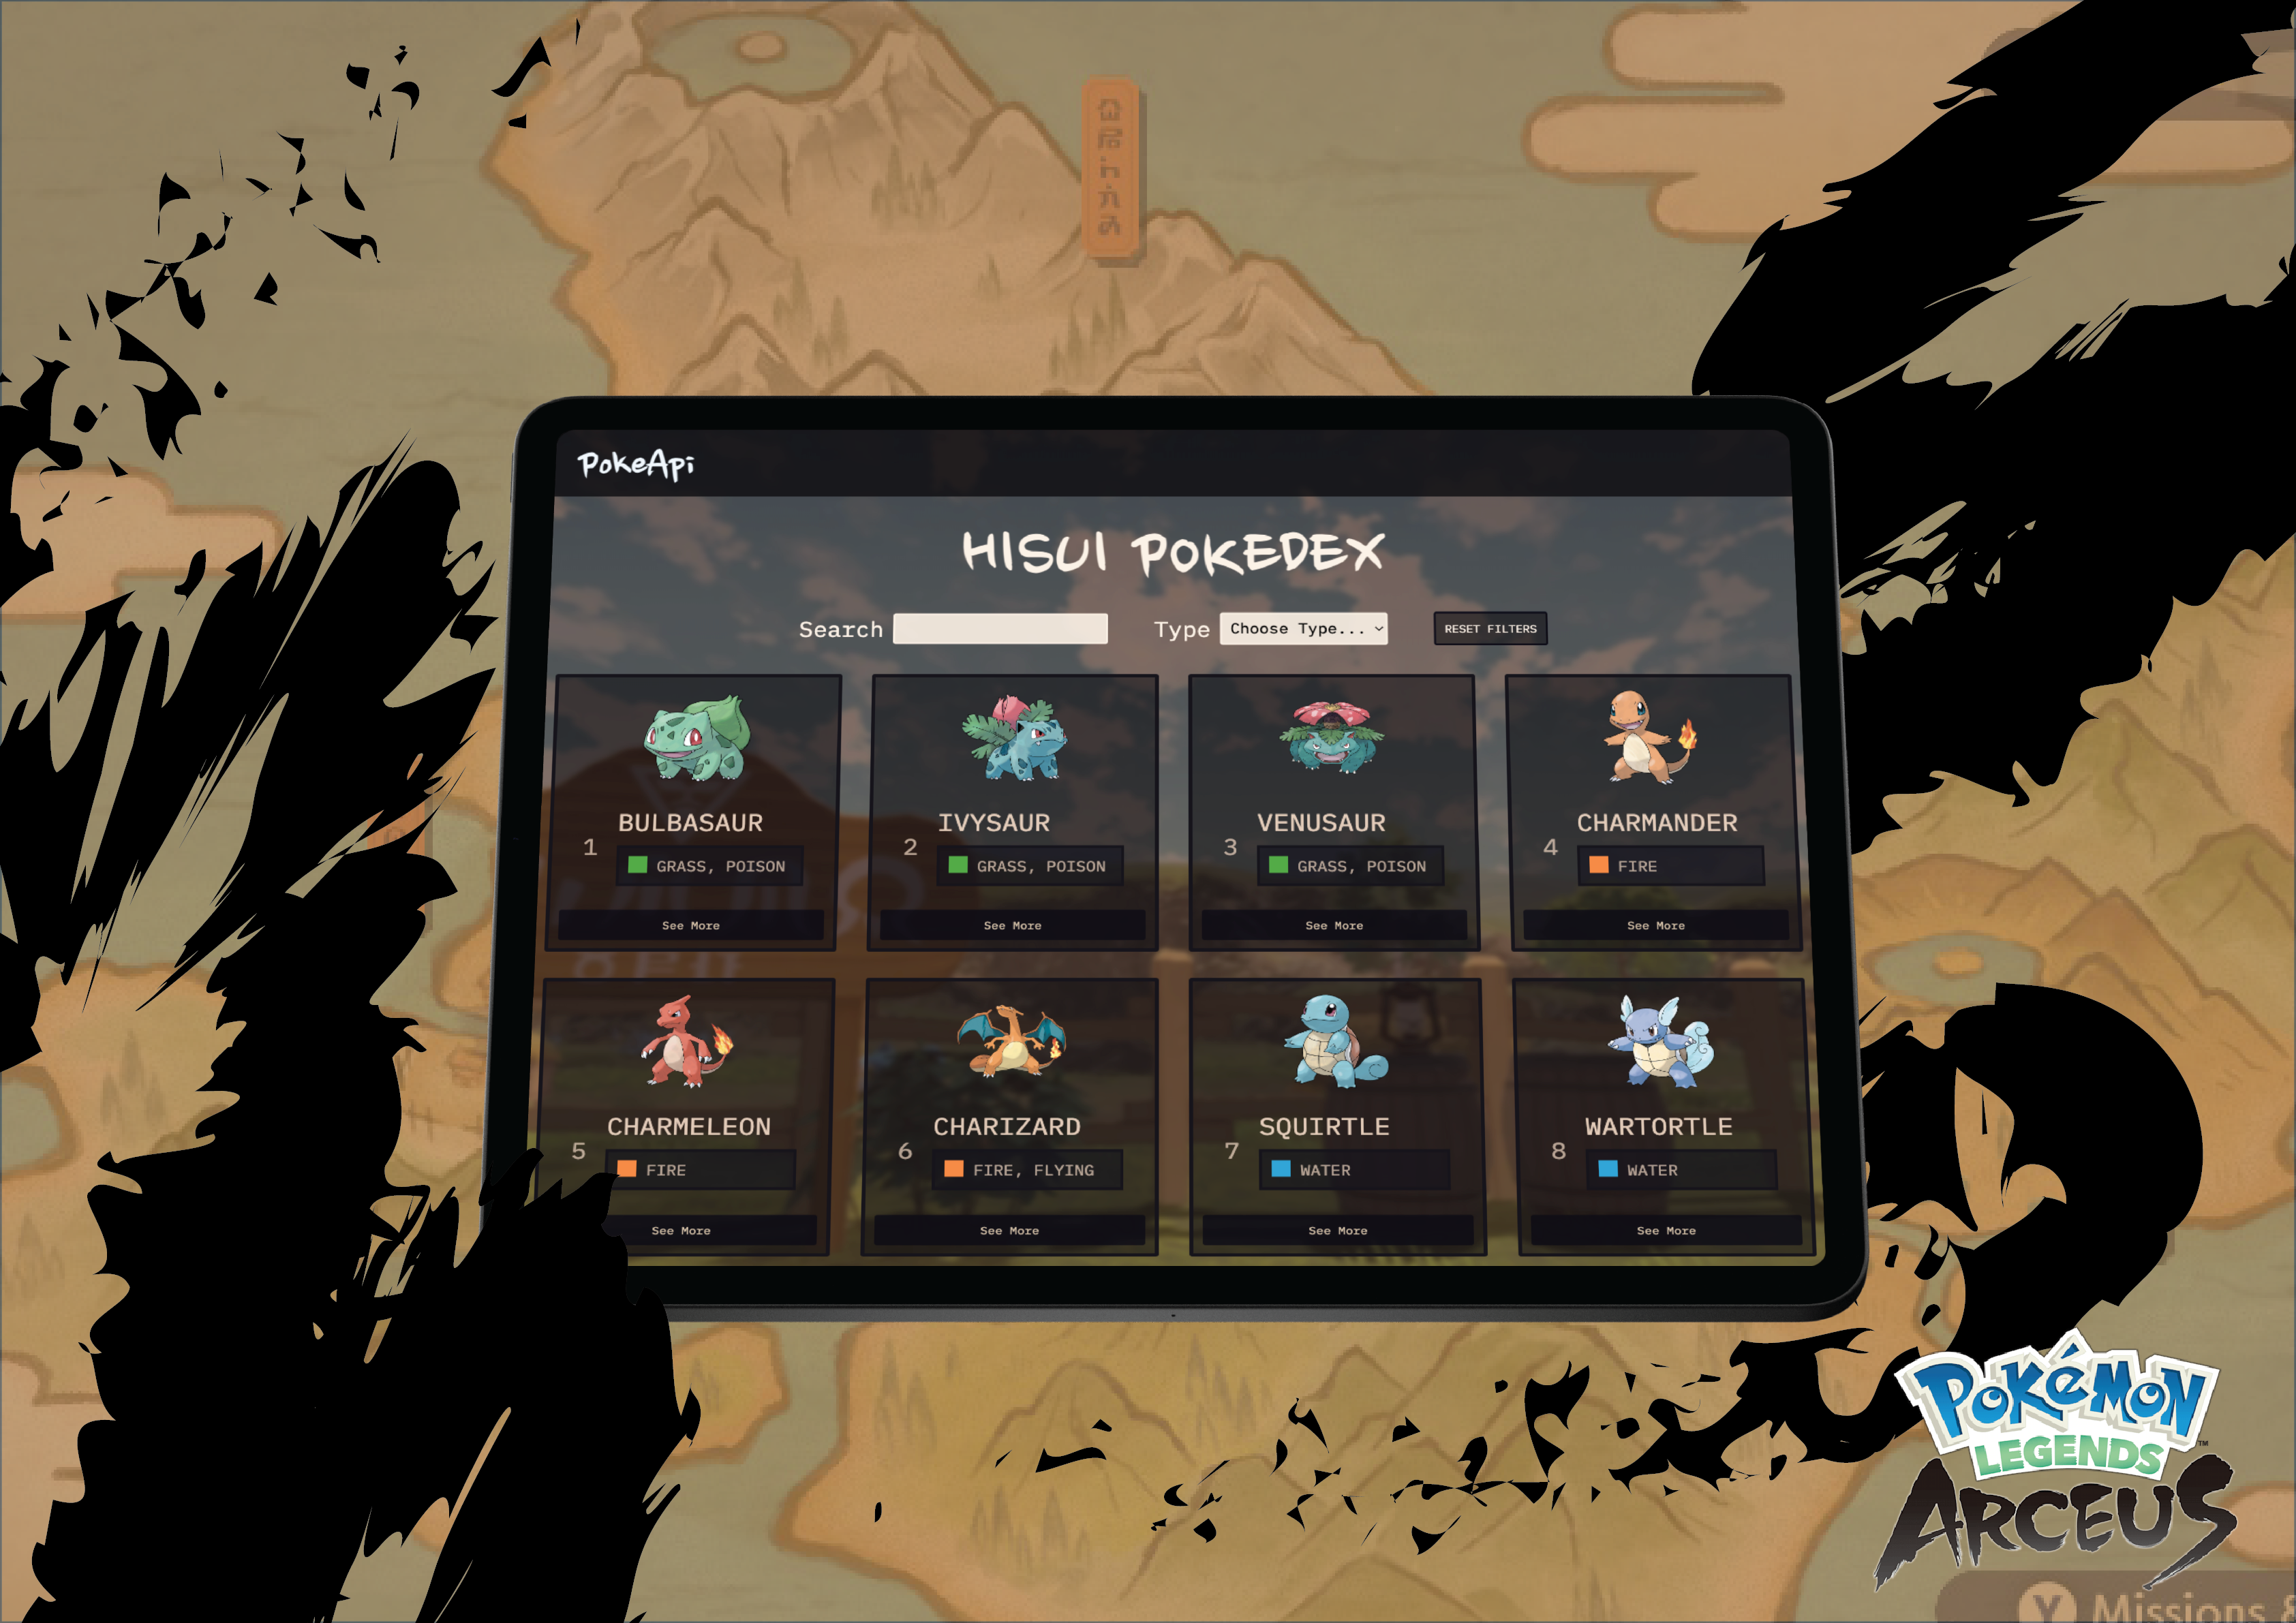 PokeApi
HISUI POKEDEX
Search
Type
Choose Type...
RESET FILTERS
BULBASAUR
1
GRASS, POISON
See More
IVYSAUR
2
GRASS, POISON
See More
VENUSAUR
3
GRASS, POISON
See More
CHARMANDER
4
FIRE
See More
CHARMELEON
5
FIRE
See More
CHARIZARD
6
FIRE, FLYING
See More
SQUIRTLE
7
WATER
See More
WARTORTLE
8
WATER
See More
POKéMON
TM
LEGENDS
ARCEUS
Y Missions &